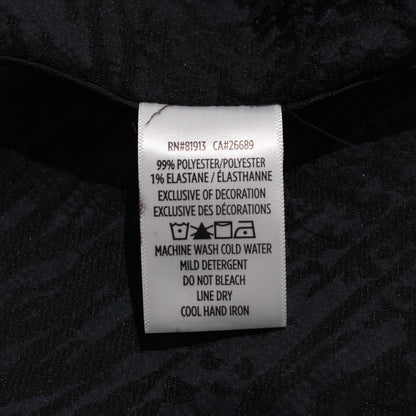 RN#81913 CA#26689
99% POLYESTER/POLYESTER
1% ELASTANE / ÉLASTHANNE
EXCLUSIVE OF DECORATION
EXCLUSIVE DES DÉCORATIONS
MACHINE WASH COLD WATER
MILD DETERGENT
DO NOT BLEACH
LINE DRY
COOL HAND IRON